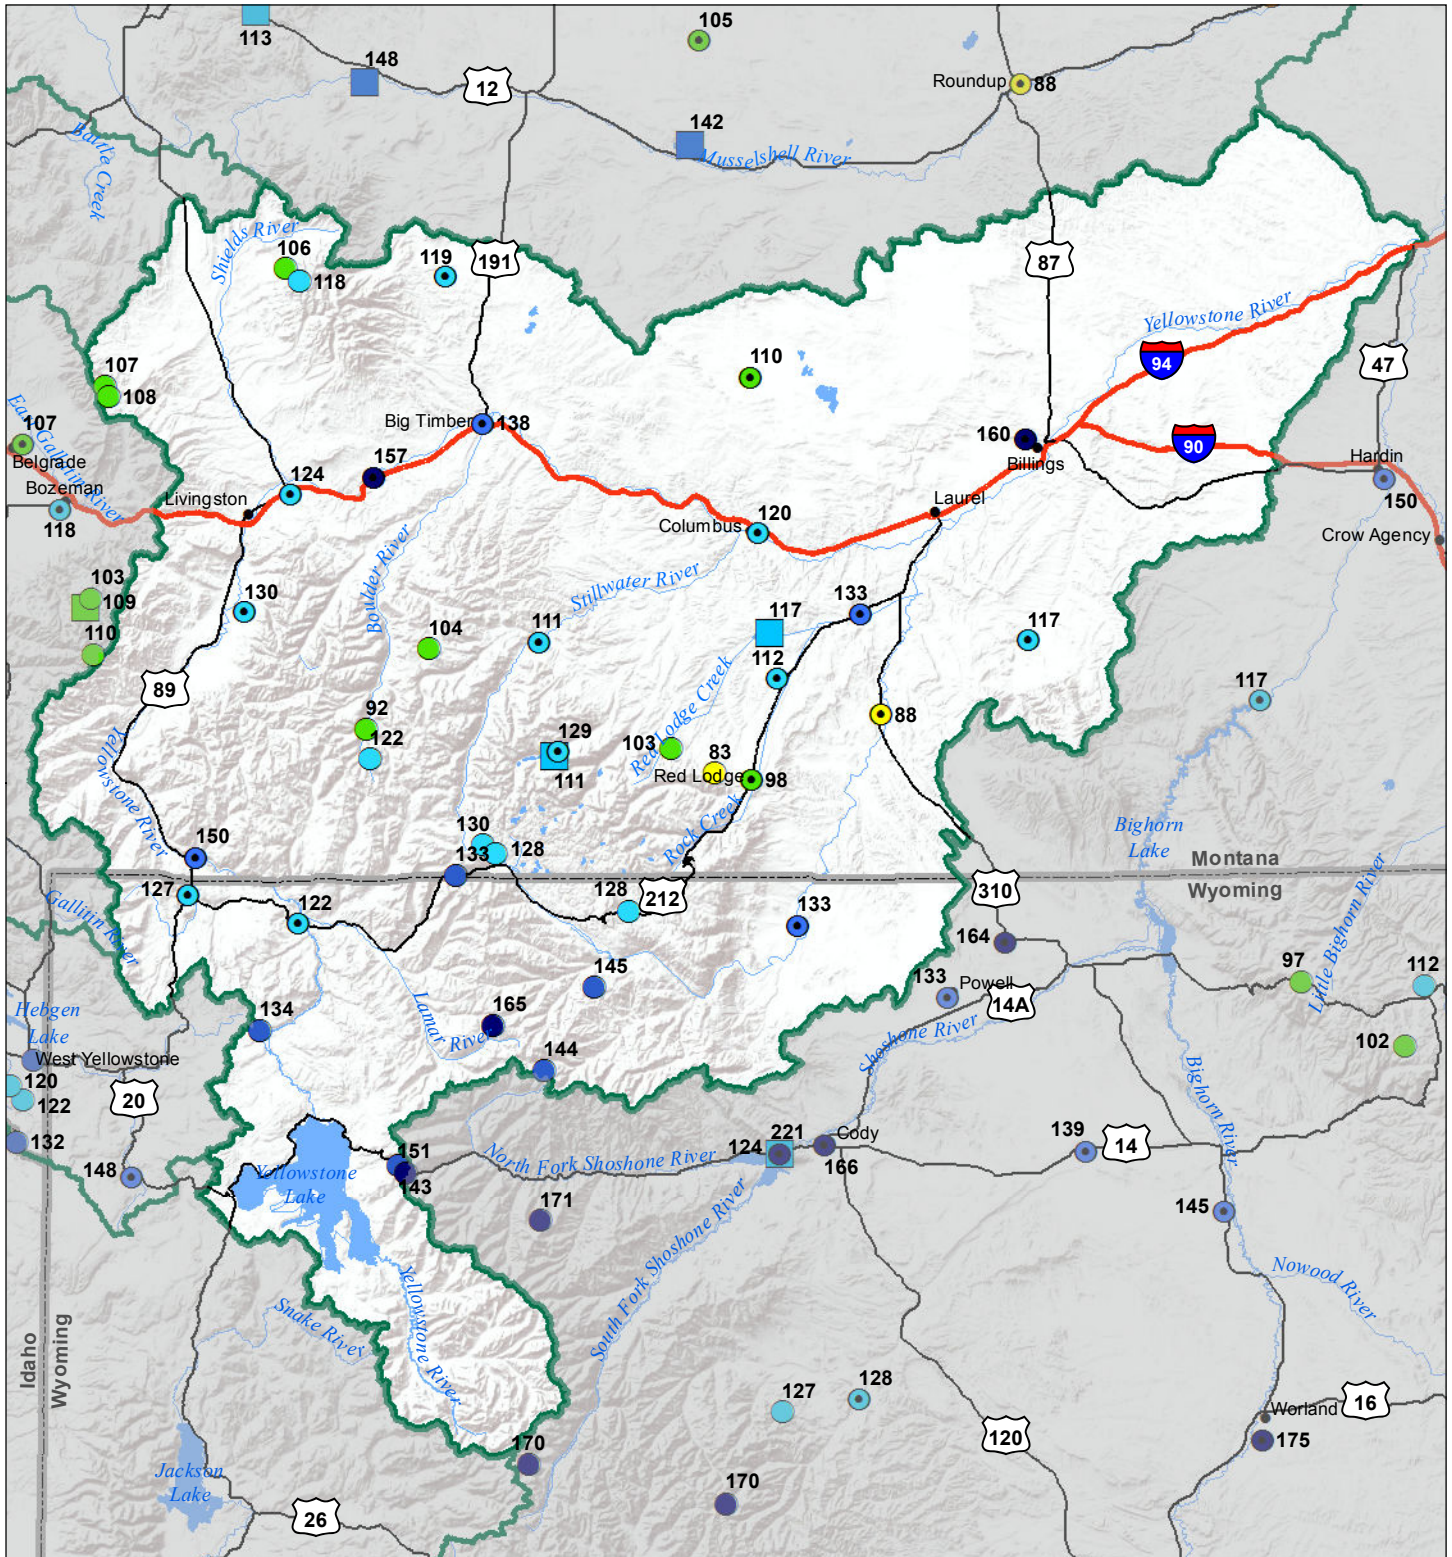 113
148
12
105
142
Musselshell River
Roundup
88
Battle
Creek
Shields River
106
118
119
191
87
Yellowstone River
94
47
107
108
107
East Gallitin River
Belgrade
Bozeman
118
110
Big Timber
138
157
124
Livingston
160
Billings
90
Hardin
150
Crow Agency
Laurel
Columbus
120
103
109
110
130
Boulder River
Stillwater River
104
111
117
133
112
117
89
Red Lodge Creek
92
122
129
111
103
83
Red Lodge
98
88
117
Yellowstone River
Rock Creek
Bighorn
Lake
150
130
128
133
127
122
128
212
310
Montana
Wyoming
Little Bighorn River
Gallitin River
133
164
145
165
Lamar River
133
Powell
14A
97
112
102
Hebgen
Lake
West Yellowstone
134
144
Shoshone River
120
122
20
132
148
Bighorn River
151
143
Yellowstone
Lake
North Fork Shoshone River
124
221
Cody
166
139
14
171
145
South Fork Shoshone River
Nowood River
Yellowstone River
Snake River
Idaho
Wyoming
127
128
120
16
Worland
175
170
170
Jackson
Lake
26